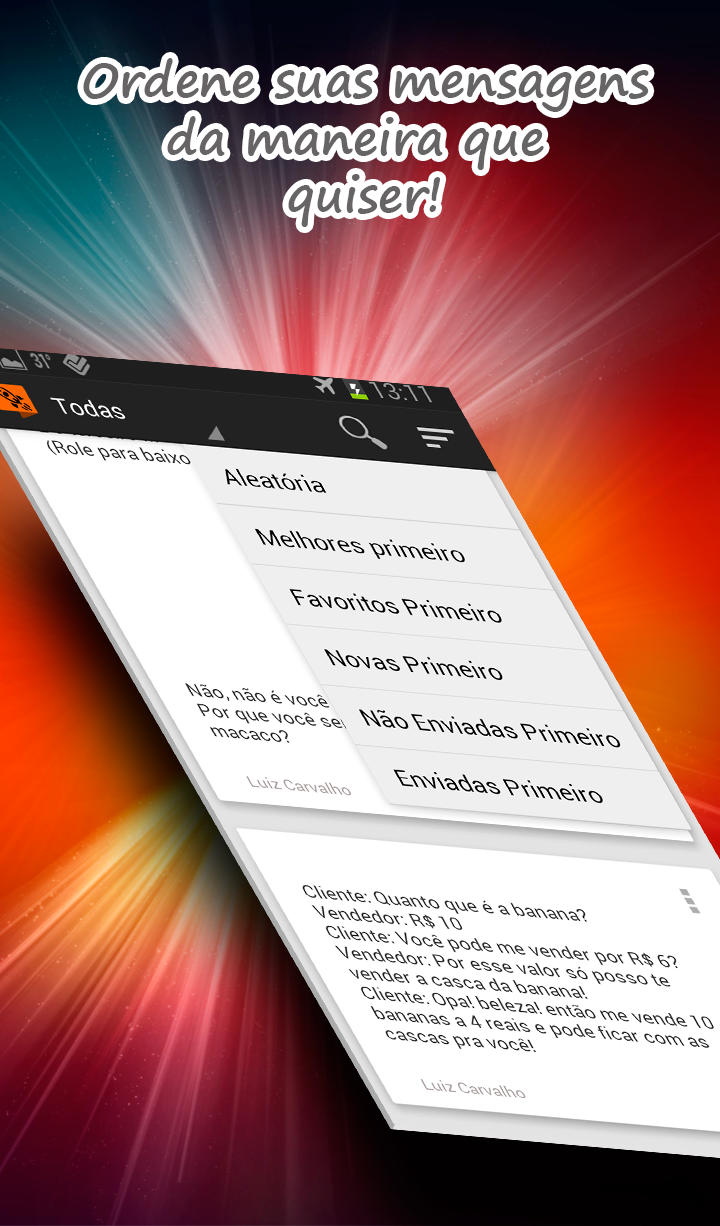 Ordene suas mensagens
da maneira que
quiser!
31°
13:11
Todas
(Role para baixo
Aleatória
Melhores primeiro
Favoritos Primeiro
Novas Primeiro
Não Enviadas Primeiro
Enviadas Primeiro
Não, não é você
Por que você
macaco?
Luiz Carvalho
Cliente: Quanto que é a banana?
Vendedor: R$ 10
Cliente: Você pode me vender por R$ 6?
Vendedor: Por esse valor só posso te
vender a casca da banana!
Cliente: Opa! beleza! então me vende 10
bananas a 4 reais e pode ficar com as
cascas pra você!
Luiz Carvalho